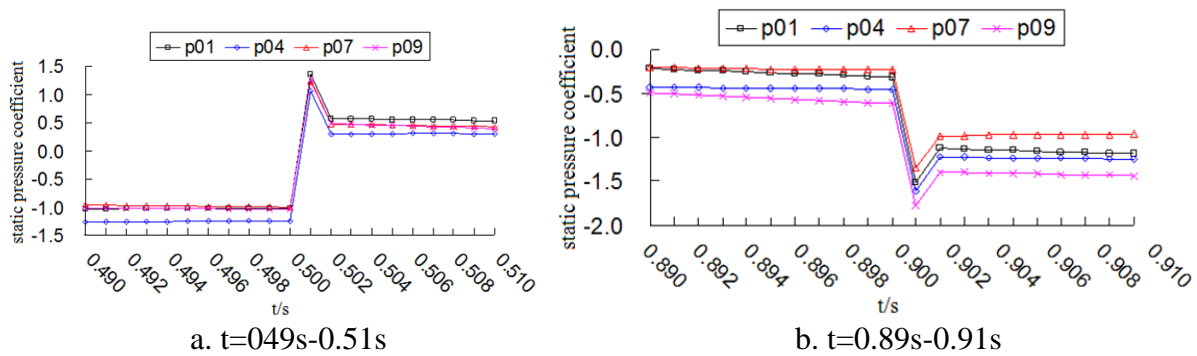 p01 p04 p07 p09
static pressure coefficient
1.5
1.0
0.5
0.0
-0.5
-1.0
-1.5
0.490 0.492 0.494 0.496 0.498 0.500 0.502 0.504 0.506 0.508 0.510
t/s
a. t=049s-0.51s
p01 p04 p07 p09
static pressure coefficient
0.0
-0.5
-1.0
-1.5
-2.0
0.890 0.892 0.894 0.896 0.898 0.900 0.902 0.904 0.906 0.908 0.910
t/s
b. t=0.89s-0.91s